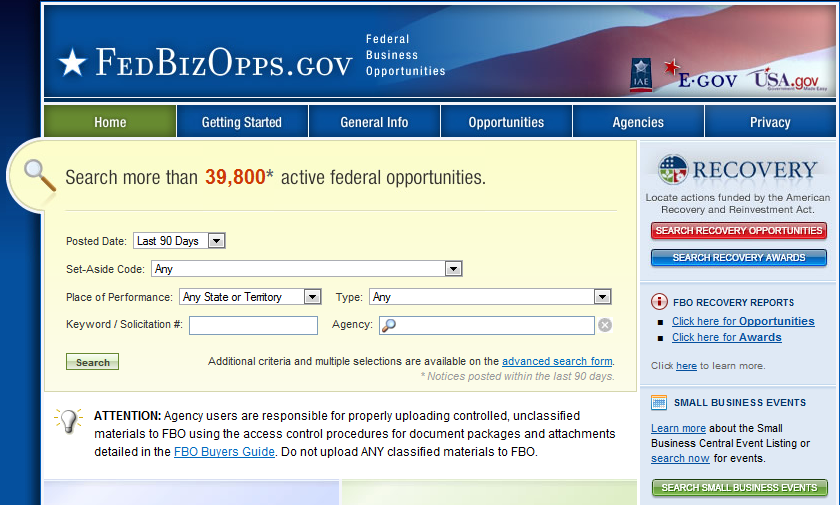 FEDBIZOPPS.GOV
Federal
Business
Opportunities
IAE
E-GOV
USA.gov
Government Made Easy
Home
Getting Started
General Info
Opportunities
Agencies
Privacy
Search more than 39,800* active federal opportunities.
Posted Date: Last 90 Days
Set-Aside Code: Any
Place of Performance: Any State or Territory Type: Any
Keyword / Solicitation #: Agency:
Search
Additional criteria and multiple selections are available on the advanced search form.
* Notices posted within the last 90 days.
ATTENTION: Agency users are responsible for properly uploading controlled, unclassified
materials to FBO using the access control procedures for document packages and attachments
detailed in the FBO Buyers Guide. Do not upload ANY classified materials to FBO.
RECOVERY
Locate actions funded by the American
Recovery and Reinvestment Act.
SEARCH RECOVERY OPPORTUNITIES
SEARCH RECOVERY AWARDS
FBO RECOVERY REPORTS
Click here for Opportunities
Click here for Awards
Click here to learn more.
SMALL BUSINESS EVENTS
Learn more about the Small
Business Central Event Listing or
search now for events.
SEARCH SMALL BUSINESS EVENTS